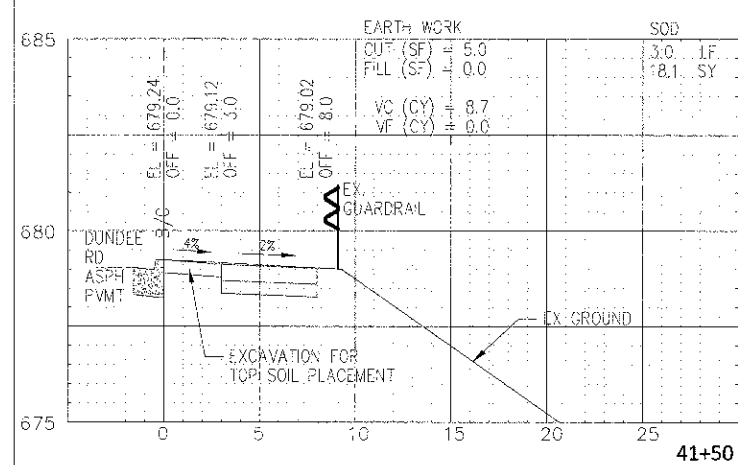 685
EARTH WORK
CUT (SF) = 5.0
FILL (SF) = 0.0
VC (CY) = 8.7
VF (CY) = 0.0
SOD
3.0 LF
18.1 SY
EL = 679.24
OFF = 0.0
EL = 679.12
OFF = 3.0
EL = 679.02
OFF = 8.0
B/C
EX.
GUARDRAIL
680
DUNDEE
RD
ASPH
PVMT
4%
2%
EX GROUND
EXCAVATION FOR
TOP SOIL PLACEMENT
675
0 5 10 15 20 25
41+50